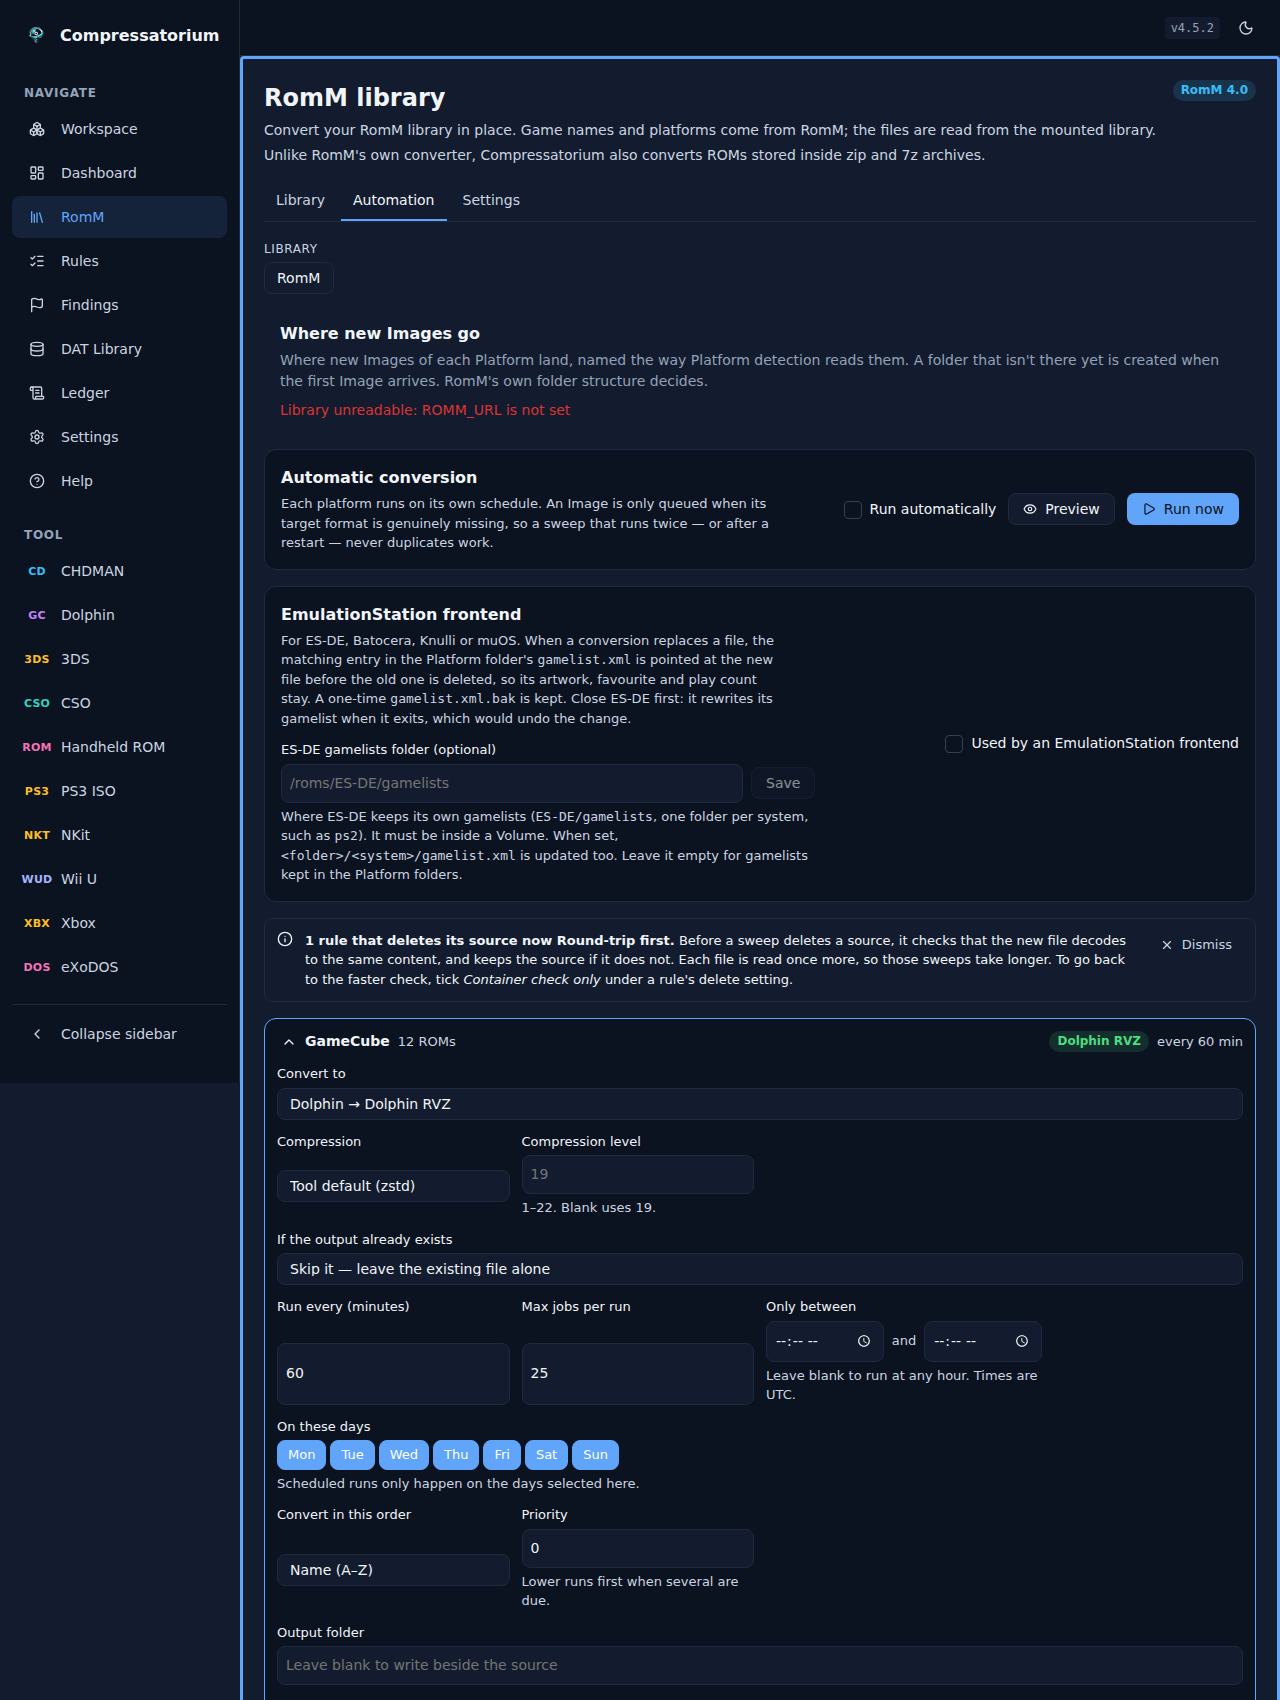 Compressatorium
v4.5.2
NAVIGATE
Workspace
Dashboard
RomM
Rules
Findings
DAT Library
Ledger
Settings
Help
TOOL
CD CHDMAN
GC Dolphin
3DS 3DS
CSO CSO
ROM Handheld ROM
PS3 PS3 ISO
NKT NKit
WUD Wii U
XBX Xbox
DOS eXoDOS
Collapse sidebar
RomM library
RomM 4.0
Convert your RomM library in place. Game names and platforms come from RomM; the files are read from the mounted library.
Unlike RomM's own converter, Compressatorium also converts ROMs stored inside zip and 7z archives.
Library Automation Settings
LIBRARY
RomM
Where new Images go
Where new Images of each Platform land, named the way Platform detection reads them. A folder that isn't there yet is created when
the first Image arrives. RomM's own folder structure decides.
Library unreadable: ROMM_URL is not set
Automatic conversion
Each platform runs on its own schedule. An Image is only queued when its
target format is genuinely missing, so a sweep that runs twice — or after a
restart — never duplicates work.
Run automatically Preview Run now
EmulationStation frontend
For ES-DE, Batocera, Knulli or muOS. When a conversion replaces a file, the
matching entry in the Platform folder's gamelist.xml is pointed at the new
file before the old one is deleted, so its artwork, favourite and play count
stay. A one-time gamelist.xml.bak is kept. Close ES-DE first: it rewrites its
gamelist when it exits, which would undo the change.
ES-DE gamelists folder (optional)
/roms/ES-DE/gamelists Save
Where ES-DE keeps its own gamelists (ES-DE/gamelists, one folder per system,
such as ps2). It must be inside a Volume. When set,
<folder>/<system>/gamelist.xml is updated too. Leave it empty for gamelists
kept in the Platform folders.
Used by an EmulationStation frontend
1 rule that deletes its source now Round-trip first. Before a sweep deletes a source, it checks that the new file decodes
to the same content, and keeps the source if it does not. Each file is read once more, so those sweeps take longer. To go back
to the faster check, tick Container check only under a rule's delete setting.
Dismiss
GameCube 12 ROMs
Dolphin RVZ every 60 min
Convert to
Dolphin → Dolphin RVZ
Compression Compression level
Tool default (zstd) 19
1–22. Blank uses 19.
If the output already exists
Skip it — leave the existing file alone
Run every (minutes) Max jobs per run Only between
60 25 --:-- -- and --:-- --
Leave blank to run at any hour. Times are
UTC.
On these days
Mon Tue Wed Thu Fri Sat Sun
Scheduled runs only happen on the days selected here.
Convert in this order Priority
Name (A–Z) 0
Lower runs first when several are
due.
Output folder
Leave blank to write beside the source